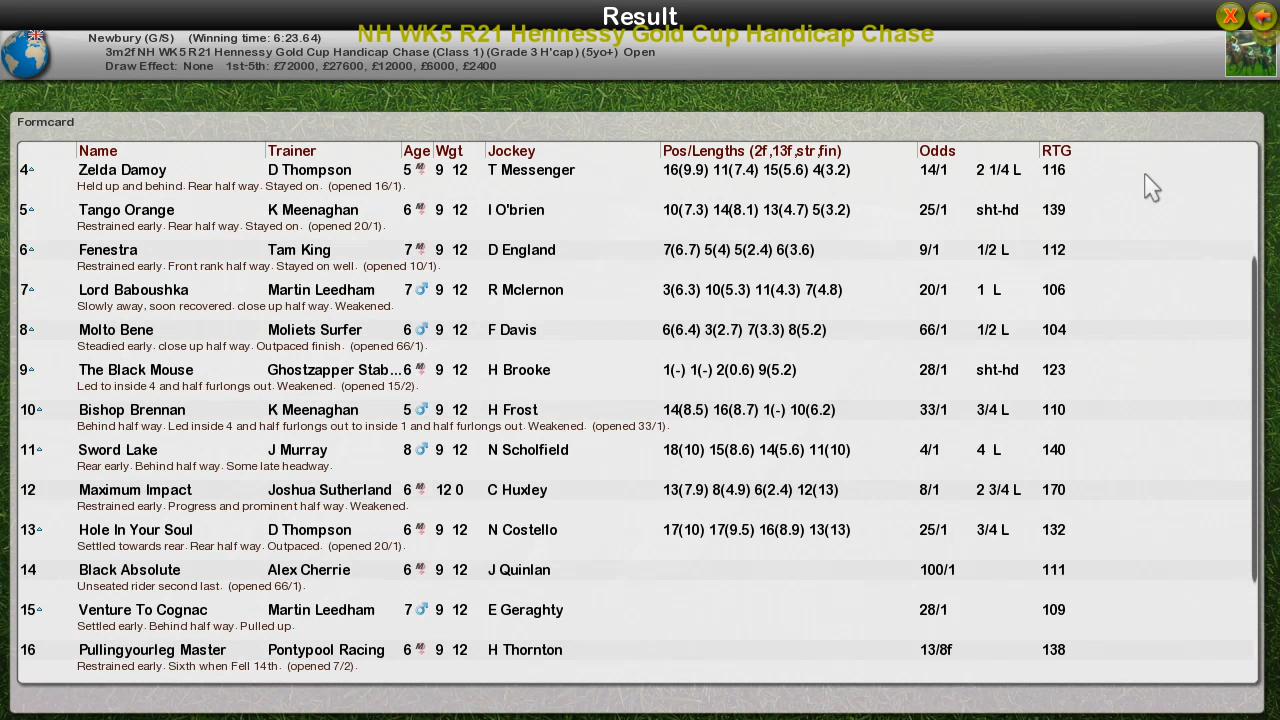 Result
NH WK5 R21 Hennessy Gold Cup Handicap Chase
Newbury (G/S) (Winning time: 6:23.64)
3m2f NH WK5 R21 Hennessy Gold Cup Handicap Chase (Class 1) (Grade 3 H'cap) (5yo+) Open
Draw Effect: None 1st-5th: £72000, £27600, £12000, £6000, £2400
Formcard
Name Trainer Age Wgt Jockey Pos/Lengths (2f,13f,str,fin) Odds RTG
4 Zelda Damoy D Thompson 5 9 12 T Messenger 16(9.9) 11(7.4) 15(5.6) 4(3.2) 14/1 2 1/4 L 116
Held up and behind. Rear half way. Stayed on. (opened 16/1).
5 Tango Orange K Meenaghan 6 9 12 I O'brien 10(7.3) 14(8.1) 13(4.7) 5(3.2) 25/1 sht-hd 139
Restrained early. Rear half way. Stayed on. (opened 20/1).
6 Fenestra Tam King 7 9 12 D England 7(6.7) 5(4) 5(2.4) 6(3.6) 9/1 1/2 L 112
Restrained early. Front rank half way. Stayed on well. (opened 10/1).
7 Lord Baboushka Martin Leedham 7 9 12 R Mclernon 3(6.3) 10(5.3) 11(4.3) 7(4.8) 20/1 1 L 106
Slowly away, soon recovered. close up half way. Weakened.
8 Molto Bene Moliets Surfer 6 9 12 F Davis 6(6.4) 3(2.7) 7(3.3) 8(5.2) 66/1 1/2 L 104
Steadied early. close up half way. Outpaced finish. (opened 66/1).
9 The Black Mouse Ghostzapper Stab... 6 9 12 H Brooke 1(-) 1(-) 2(0.6) 9(5.2) 28/1 sht-hd 123
Led to inside 4 and half furlongs out. Weakened. (opened 15/2).
10 Bishop Brennan K Meenaghan 5 9 12 H Frost 14(8.5) 16(8.7) 1(-) 10(6.2) 33/1 3/4 L 110
Behind half way. Led inside 4 and half furlongs out to inside 1 and half furlongs out. Weakened. (opened 33/1).
11 Sword Lake J Murray 8 9 12 N Scholfield 18(10) 15(8.6) 14(5.6) 11(10) 4/1 4 L 140
Rear early. Behind half way. Some late headway.
12 Maximum Impact Joshua Sutherland 6 12 0 C Huxley 13(7.9) 8(4.9) 6(2.4) 12(13) 8/1 2 3/4 L 170
Restrained early. Progress and prominent half way. Weakened.
13 Hole In Your Soul D Thompson 6 9 12 N Costello 17(10) 17(9.5) 16(8.9) 13(13) 25/1 3/4 L 132
Settled towards rear. Rear half way. Outpaced. (opened 20/1).
14 Black Absolute Alex Cherrie 6 9 12 J Quinlan 100/1 111
Unseated rider second last. (opened 66/1).
15 Venture To Cognac Martin Leedham 7 9 12 E Geraghty 28/1 109
Settled early. Behind half way. Pulled up.
16 Pullingyourleg Master Pontypool Racing 6 9 12 H Thornton 13/8f 138
Restrained early. Sixth when Fell 14th. (opened 7/2).